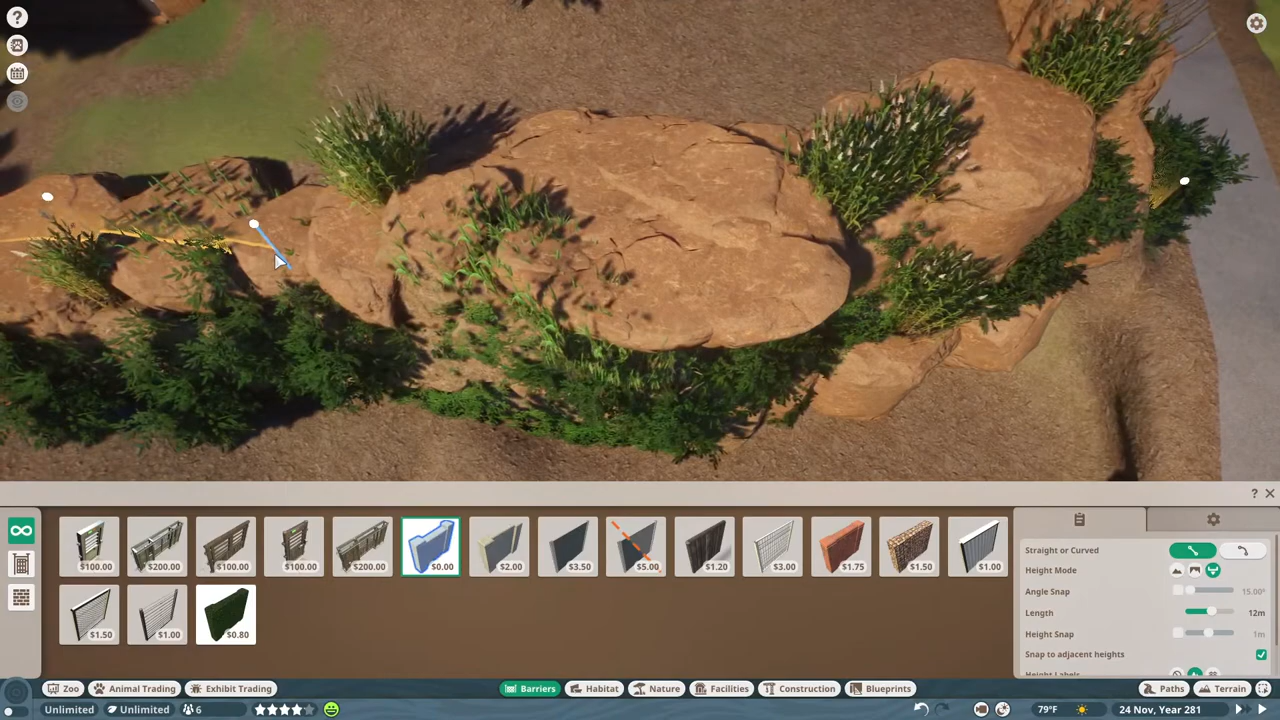 ?
? ×
$100.00 $200.00 $100.00 $100.00 $200.00 $0.00 $2.00 $3.50 $5.00 $1.20 $3.00 $1.75 $1.50 $1.00
$1.50 $1.00 $0.80
Straight or Curved
Height Mode
Angle Snap 15.00°
Length 12m
Height Snap 1m
Snap to adjacent heights
Height Labels
Zoo Animal Trading Exhibit Trading Barriers Habitat Nature Facilities Construction Blueprints Paths Terrain
Unlimited Unlimited 6 79°F 24 Nov, Year 281